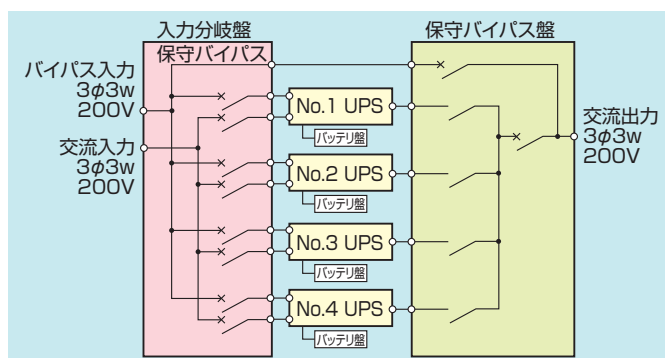 入力分岐盤
保守バイパス盤
保守バイパス
バイパス入力
3φ3w
200V
交流入力
3φ3w
200V
No.1 UPS
バッテリ盤
No.2 UPS
バッテリ盤
No.3 UPS
バッテリ盤
No.4 UPS
バッテリ盤
交流出力
3φ3w
200V